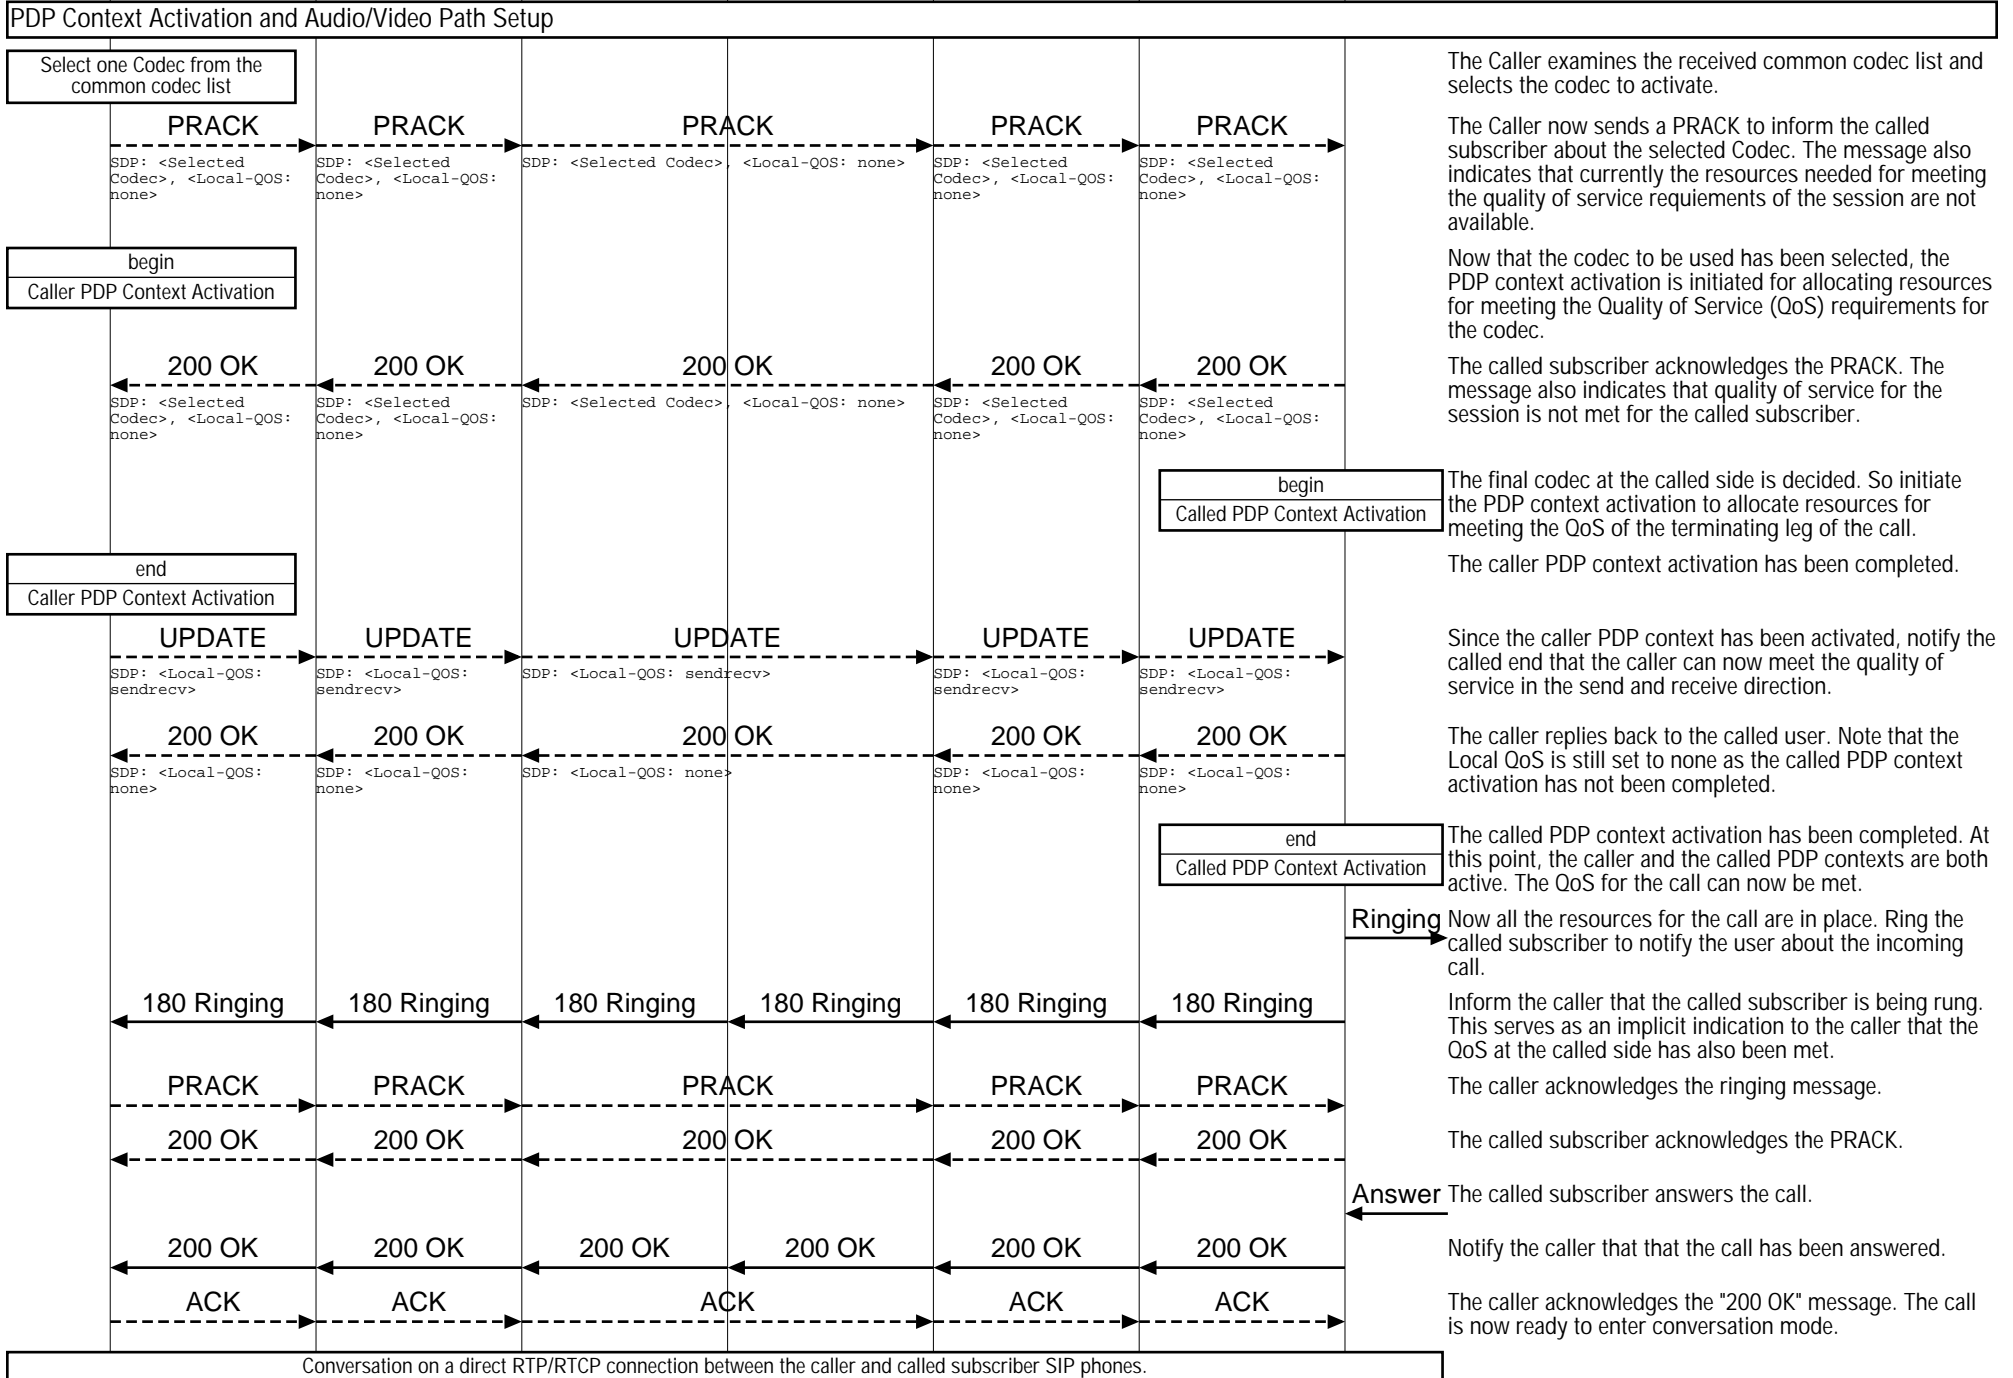 PDP Context Activation and Audio/Video Path Setup
Select one Codec from the
common codec list
The Caller examines the received common codec list and
selects the codec to activate.
PRACK PRACK PRACK PRACK PRACK
SDP: <Selected
Codec>, <Local-QOS:
none>
SDP: <Selected
Codec>, <Local-QOS:
none>
SDP: <Selected Codec>, <Local-QOS: none>
SDP: <Selected
Codec>, <Local-QOS:
none>
SDP: <Selected
Codec>, <Local-QOS:
none>
The Caller now sends a PRACK to inform the called
subscriber about the selected Codec. The message also
indicates that currently the resources needed for meeting
the quality of service requiements of the session are not
available.
begin
Caller PDP Context Activation
Now that the codec to be used has been selected, the
PDP context activation is initiated for allocating resources
for meeting the Quality of Service (QoS) requirements for
the codec.
200 OK 200 OK 200 OK 200 OK 200 OK
SDP: <Selected
Codec>, <Local-QOS:
none>
SDP: <Selected
Codec>, <Local-QOS:
none>
SDP: <Selected Codec>, <Local-QOS: none>
SDP: <Selected
Codec>, <Local-QOS:
none>
SDP: <Selected
Codec>, <Local-QOS:
none>
The called subscriber acknowledges the PRACK. The
message also indicates that quality of service for the
session is not met for the called subscriber.
begin
Called PDP Context Activation
The final codec at the called side is decided. So initiate
the PDP context activation to allocate resources for
meeting the QoS of the terminating leg of the call.
end
Caller PDP Context Activation
The caller PDP context activation has been completed.
UPDATE UPDATE UPDATE UPDATE UPDATE
SDP: <Local-QOS:
sendrecv>
SDP: <Local-QOS:
sendrecv>
SDP: <Local-QOS: sendrecv>
SDP: <Local-QOS:
sendrecv>
SDP: <Local-QOS:
sendrecv>
Since the caller PDP context has been activated, notify the
called end that the caller can now meet the quality of
service in the send and receive direction.
200 OK 200 OK 200 OK 200 OK 200 OK
SDP: <Local-QOS:
none>
SDP: <Local-QOS:
none>
SDP: <Local-QOS: none>
SDP: <Local-QOS:
none>
SDP: <Local-QOS:
none>
The caller replies back to the called user. Note that the
Local QoS is still set to none as the called PDP context
activation has not been completed.
end
Called PDP Context Activation
The called PDP context activation has been completed. At
this point, the caller and the called PDP contexts are both
active. The QoS for the call can now be met.
Ringing
Now all the resources for the call are in place. Ring the
called subscriber to notify the user about the incoming
call.
180 Ringing 180 Ringing 180 Ringing 180 Ringing 180 Ringing 180 Ringing
Inform the caller that the called subscriber is being rung.
This serves as an implicit indication to the caller that the
QoS at the called side has also been met.
PRACK PRACK PRACK PRACK PRACK
The caller acknowledges the ringing message.
200 OK 200 OK 200 OK 200 OK 200 OK
The called subscriber acknowledges the PRACK.
Answer
The called subscriber answers the call.
200 OK 200 OK 200 OK 200 OK 200 OK 200 OK
Notify the caller that that the call has been answered.
ACK ACK ACK ACK ACK
The caller acknowledges the "200 OK" message. The call
is now ready to enter conversation mode.
Conversation on a direct RTP/RTCP connection between the caller and called subscriber SIP phones.